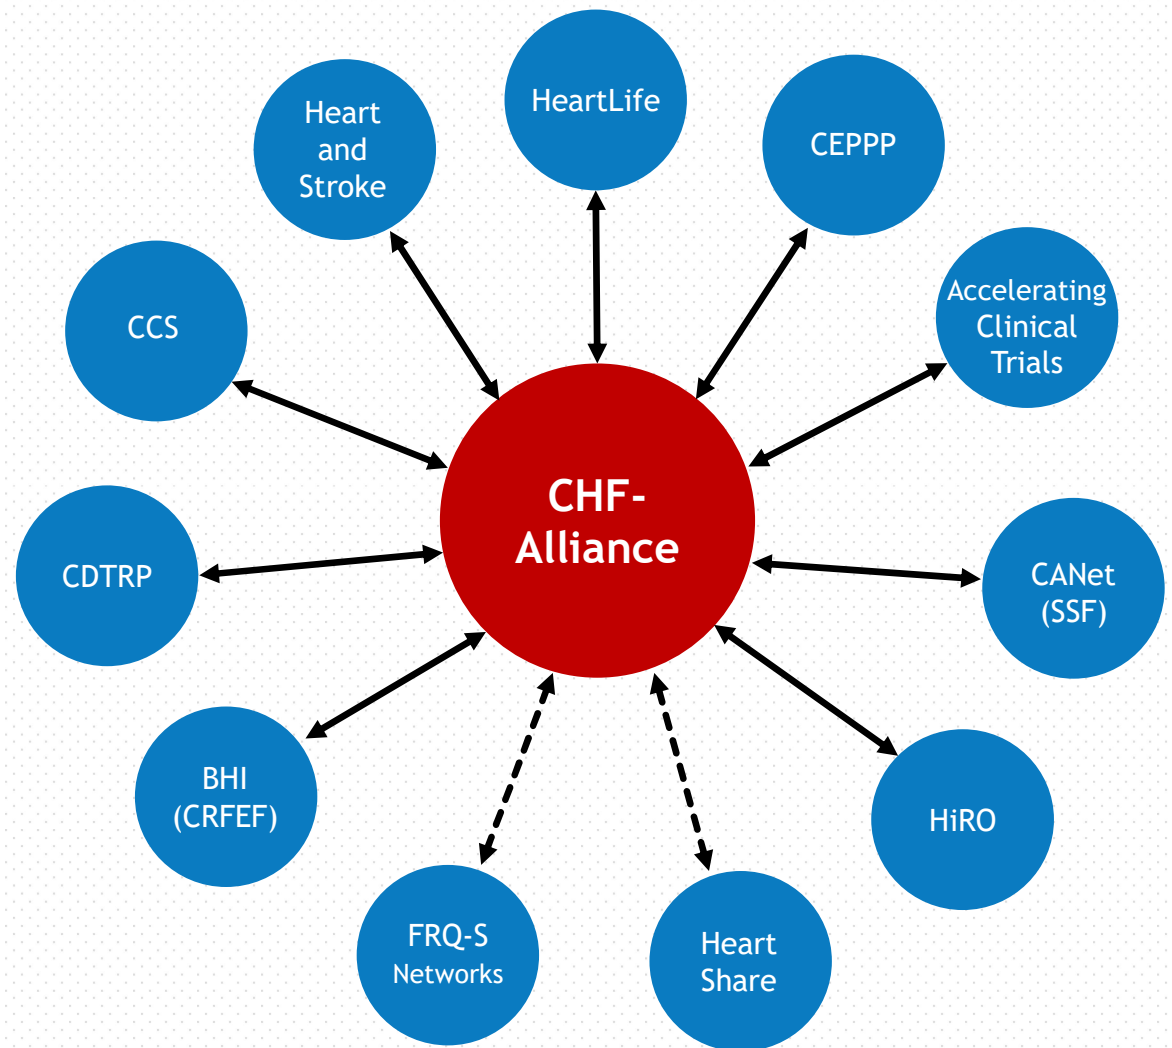 HeartLife
Heart
and
Stroke
CEPPP
Accelerating
Clinical
Trials
CCS
CHF-
Alliance
CDTRP
CANet
(SSF)
BHI
(CRFEF)
HiRO
FRQ-S
Networks
Heart
Share